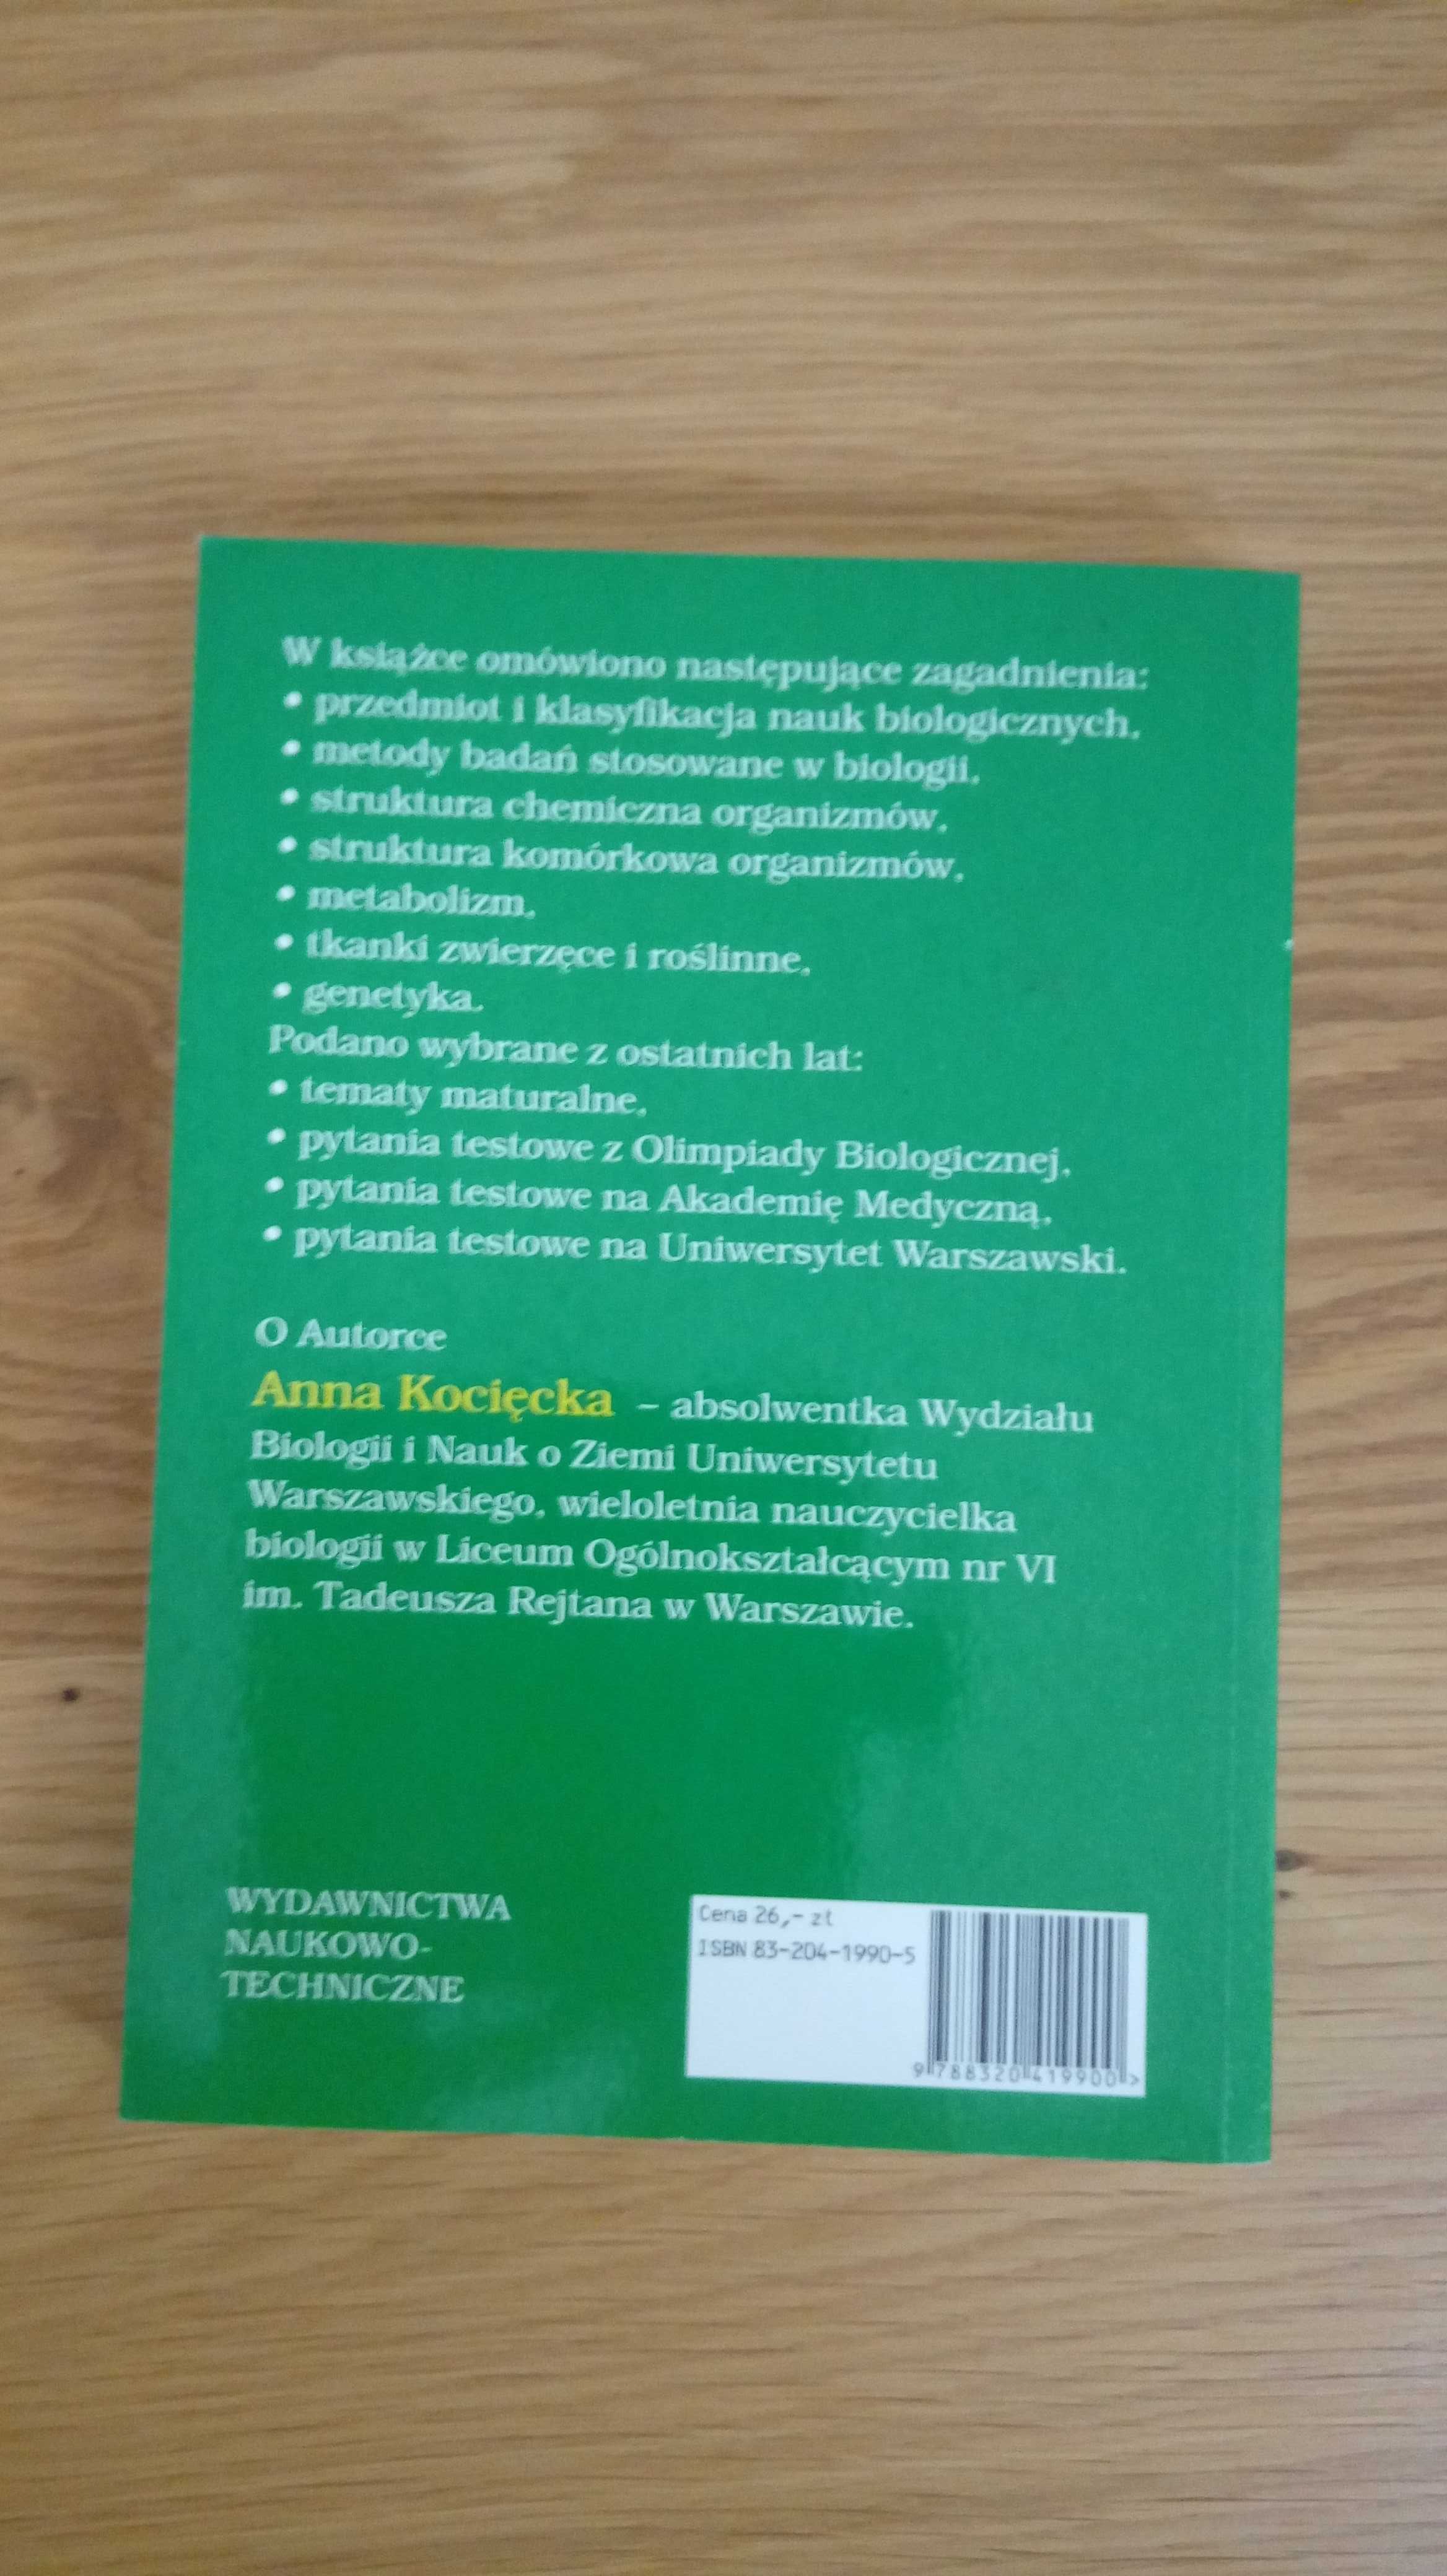 W książce omówiono następujące zagadnienia:
• przedmiot i klasyfikacja nauk biologicznych,
• metody badań stosowane w biologii,
• struktura chemiczna organizmów,
• struktura komórkowa organizmów,
• metabolizm,
• tkanki zwierzęce i roślinne,
• genetyka.
Podano wybrane z ostatnich lat:
• tematy maturalne,
• pytania testowe z Olimpiady Biologicznej,
• pytania testowe na Akademię Medyczną,
• pytania testowe na Uniwersytet Warszawski.
O Autorce
Anna Kocięcka – absolwentka Wydziału
Biologii i Nauk o Ziemi Uniwersytetu
Warszawskiego, wieloletnia nauczycielka
biologii w Liceum Ogólnokształcącym nr VI
im. Tadeusza Rejtana w Warszawie.
WYDAWNICTWA
NAUKOWO-
TECHNICZNE
Cena 26,- zł
ISBN 83-204-1990-5
9 788320 419900 >